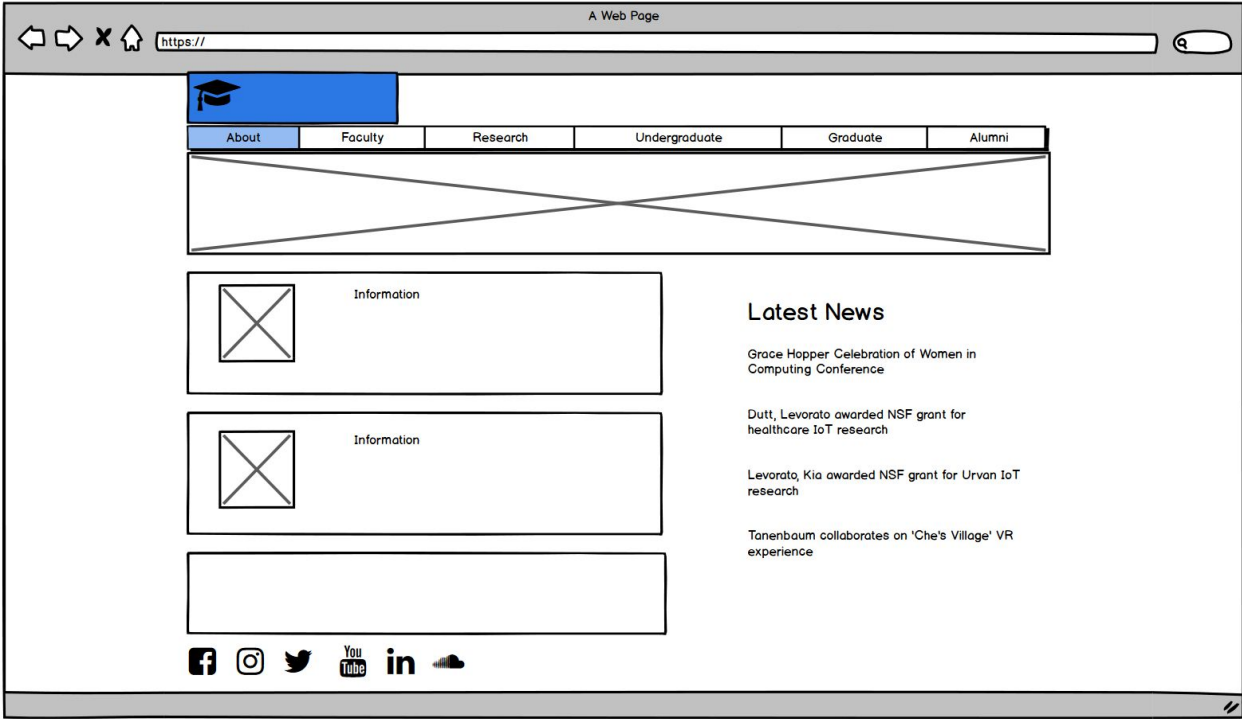 A Web Page
https://
About Faculty Research Undergraduate Graduate Alumni
Information
Information
Latest News
Grace Hopper Celebration of Women in
Computing Conference
Dutt, Levorato awarded NSF grant for
healthcare IoT research
Levorato, Kia awarded NSF grant for Urvan IoT
research
Tanenbaum collaborates on 'Che's Village' VR
experience
You
Tube
in